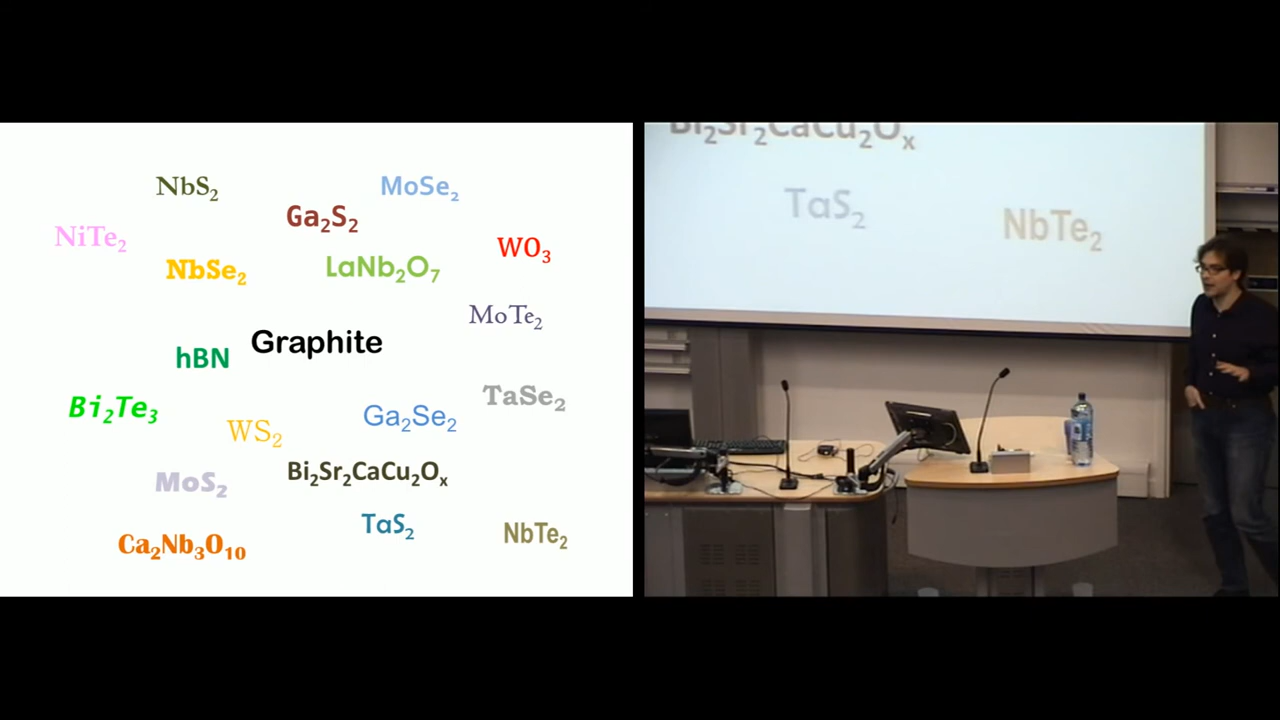 NbS₂
MoSe₂
Ga₂S₂
NiTe₂
WO₃
NbSe₂
LaNb₂O₇
MoTe₂
Graphite
hBN
TaSe₂
Bi₂Te₃
Ga₂Se₂
WS₂
Bi₂Sr₂CaCu₂Oₓ
MoS₂
TaS₂
NbTe₂
Ca₂Nb₃O₁₀
Bi₂Sr₂CaCu₂Oₓ
TaS₂
NbTe₂